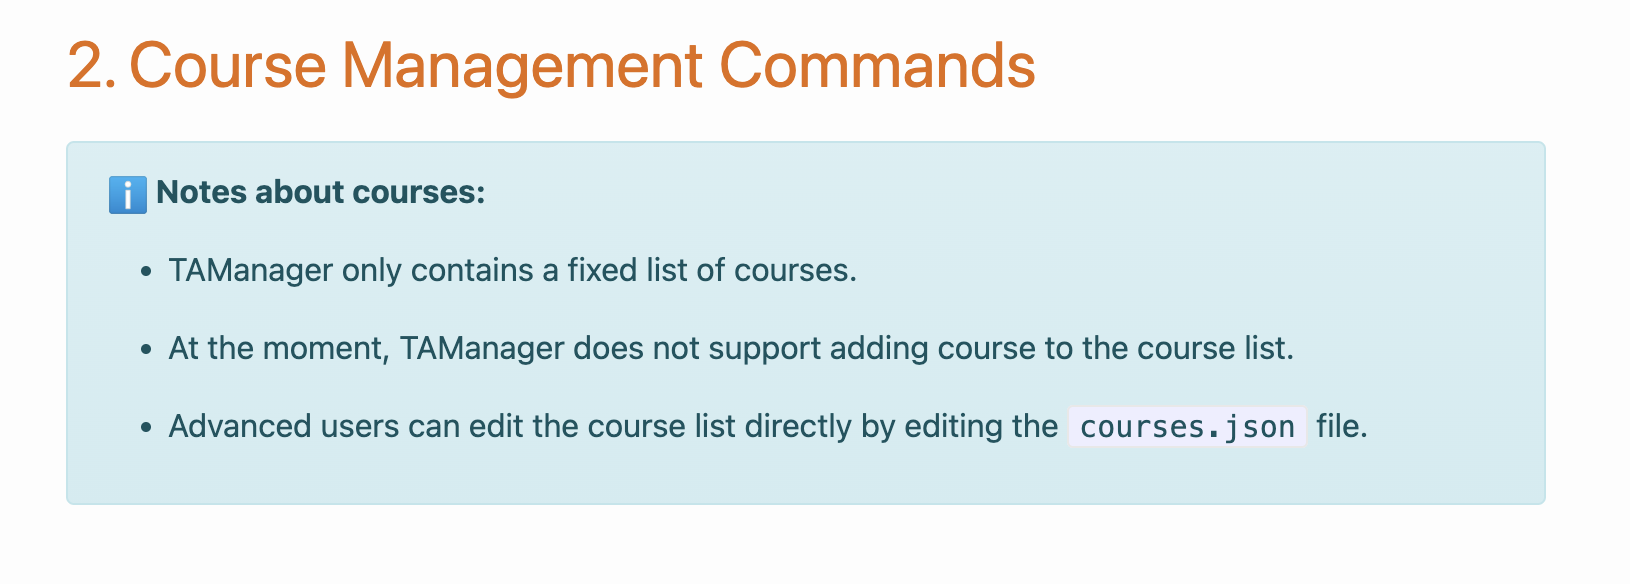 2. Course Management Commands
ℹ️ Notes about courses:
• TAManager only contains a fixed list of courses.
• At the moment, TAManager does not support adding course to the course list.
• Advanced users can edit the course list directly by editing the courses.json file.